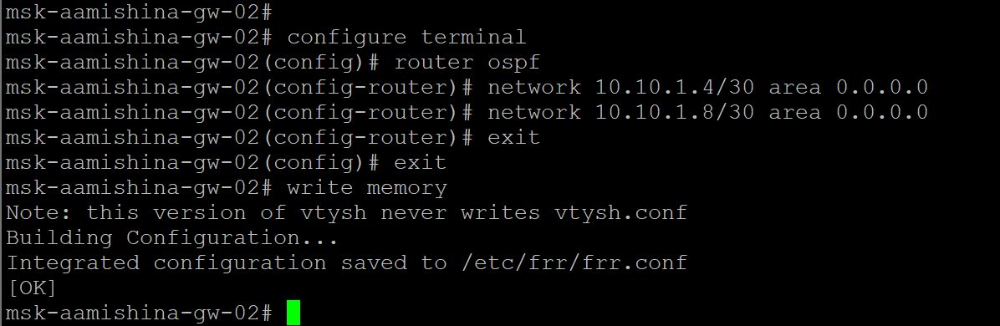 msk-aamishina-gw-02#
msk-aamishina-gw-02# configure terminal
msk-aamishina-gw-02(config)# router ospf
msk-aamishina-gw-02(config-router)# network 10.10.1.4/30 area 0.0.0.0
msk-aamishina-gw-02(config-router)# network 10.10.1.8/30 area 0.0.0.0
msk-aamishina-gw-02(config-router)# exit
msk-aamishina-gw-02(config)# exit
msk-aamishina-gw-02# write memory
Note: this version of vtysh never writes vtysh.conf
Building Configuration...
Integrated configuration saved to /etc/frr/frr.conf
[OK]
msk-aamishina-gw-02#